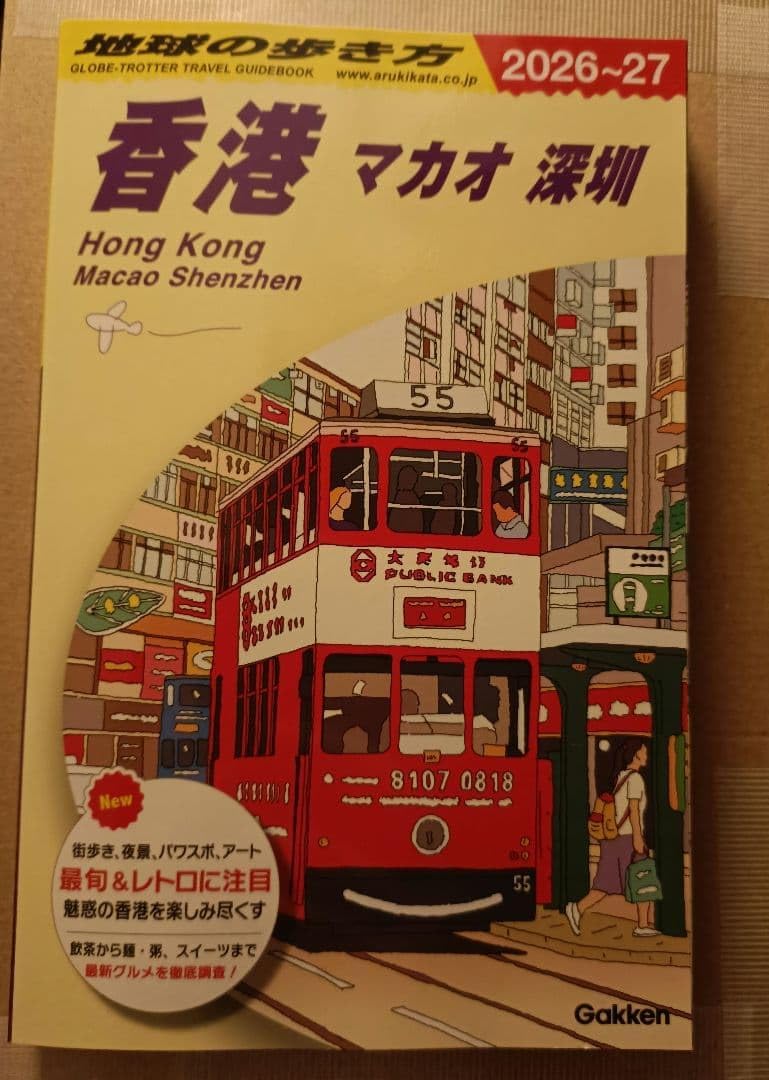 地球の歩き方
GLOBE-TROTTER TRAVEL GUIDEBOOK
www.arukikata.co.jp
2026~27
香港 マカオ 深圳
Hong Kong
Macao Shenzhen
55
55
55
PUBLIC BANK
8107 0818
55
New
街歩き、夜景、パワスポ、アート
最旬&レトロに注目
魅惑の香港を楽しみ尽くす
飲茶から麺・粥、スイーツまで
最新グルメを徹底調査!
Gakken